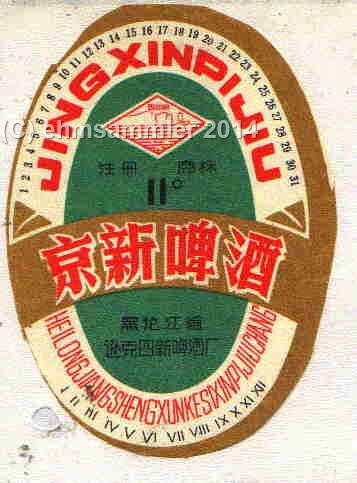 1 2 3 4 5 6 7 8 9 10 11 12 13 14 15 16 17 18 19 20 21 22 23 24 25 26 27 28 29 30 31
JINGXINPIJIU
(C) ehmsammler 2014
注册 商标
11°
京新啤酒
黑龙江省
逊克四新啤酒厂
HEILONGJIANGSHENGXUNKESIXINPIJIUCHANG
I II III IV V VI VII VIII IX X XI XII